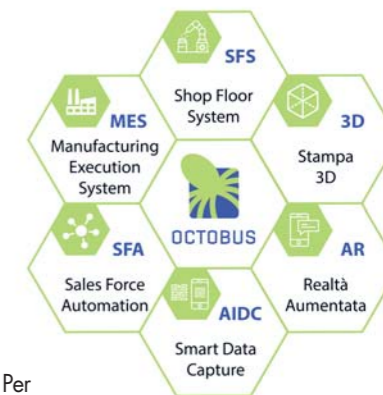 SFS
Shop Floor
System
MES
Manufacturing
Execution
System
3D
Stampa
3D
OCTOBUS
SFA
Sales Force
Automation
AR
Realtà
Aumentata
AIDC
Smart Data
Capture
Per